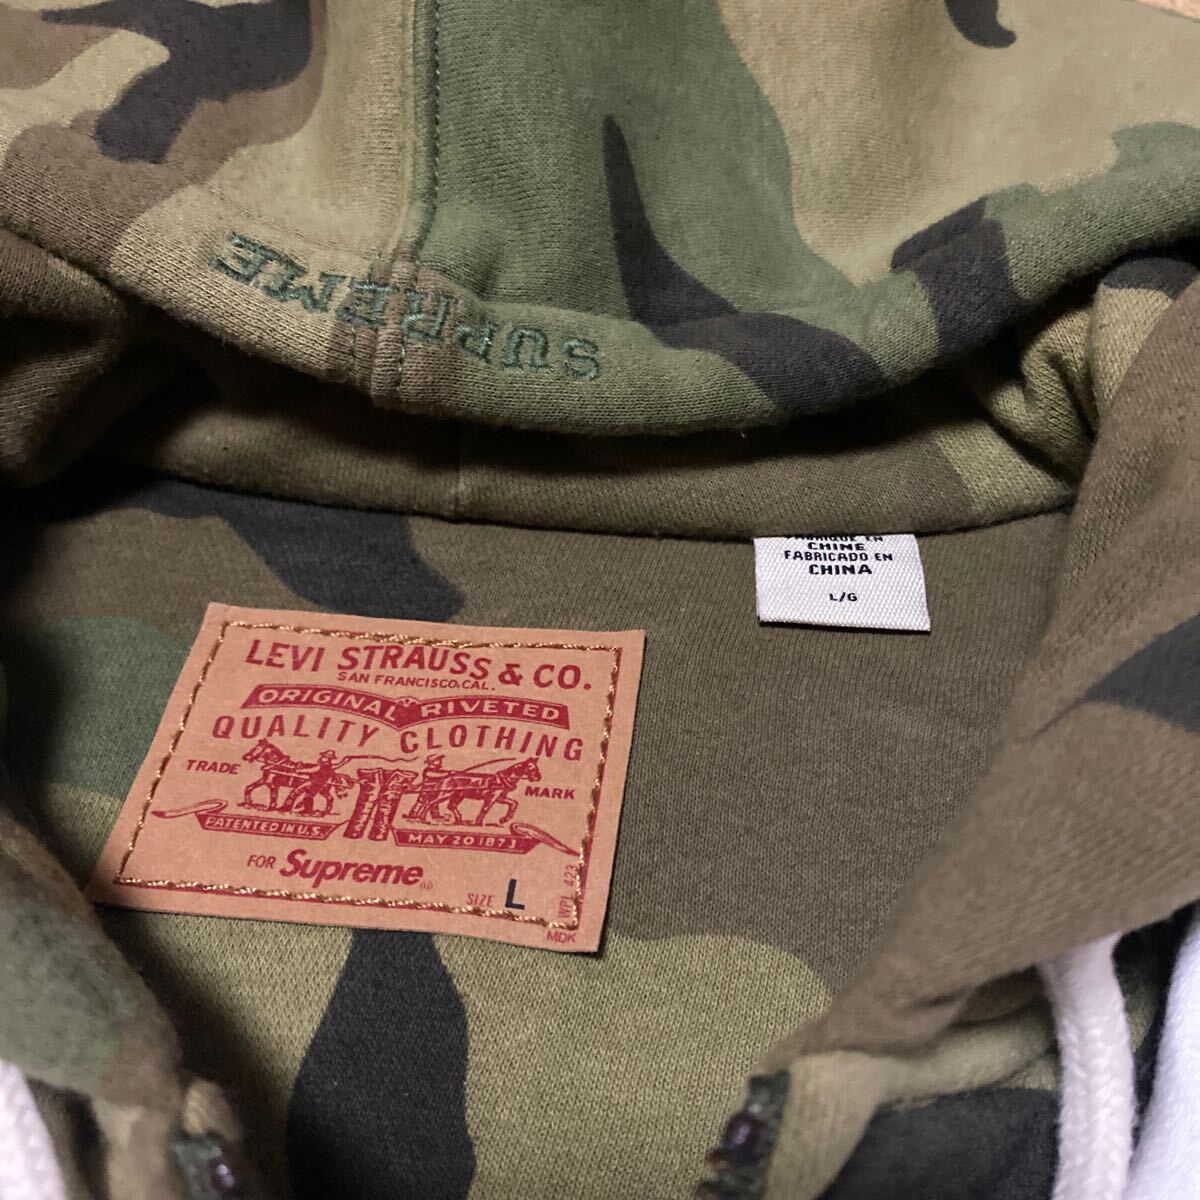 SUPREME
FABRIQUE EN
CHINE
FABRICADO EN
CHINA
L/G
LEVI STRAUSS & CO.
SAN FRANCISCO, CAL.
ORIGINAL RIVETED
QUALITY CLOTHING
TRADE MARK
PATENTED IN U.S. MAY 20 1873
FOR Supreme
SIZE L
WPL 423
MDK